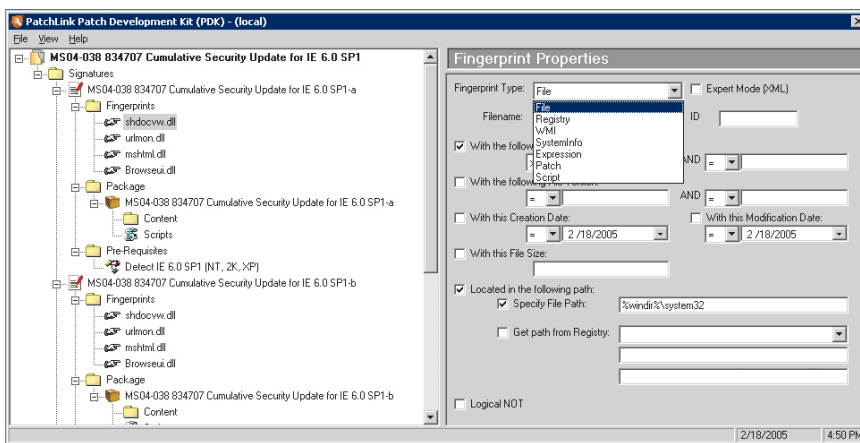 PatchLink Patch Development Kit (PDK) - (local)
File View Help
MS04-038 834707 Cumulative Security Update for IE 6.0 SP1
Signatures
MS04-038 834707 Cumulative Security Update for IE 6.0 SP1-a
Fingerprints
shdocvw.dll
urlmon.dll
mshtml.dll
Browseui.dll
Package
MS04-038 834707 Cumulative Security Update for IE 6.0 SP1-a
Content
Scripts
Pre-Requisites
Detect IE 6.0 SP1 (NT, 2K, XP)
MS04-038 834707 Cumulative Security Update for IE 6.0 SP1-b
Fingerprints
shdocvw.dll
urlmon.dll
mshtml.dll
Browseui.dll
Package
MS04-038 834707 Cumulative Security Update for IE 6.0 SP1-b
Content
Fingerprint Properties
Fingerprint Type: File Expert Mode (XML)
File
Registry
WMI
SystemInfo
Expression
Patch
Script
Filename: ID
With the follow
AND =
With the following
= AND =
With this Creation Date: With this Modification Date:
= 2 /18/2005 = 2 /18/2005
With this File Size:
Located in the following path:
Specify File Path: %windir%\system32
Get path from Registry:
Logical NOT
2/18/2005 4:50 PM